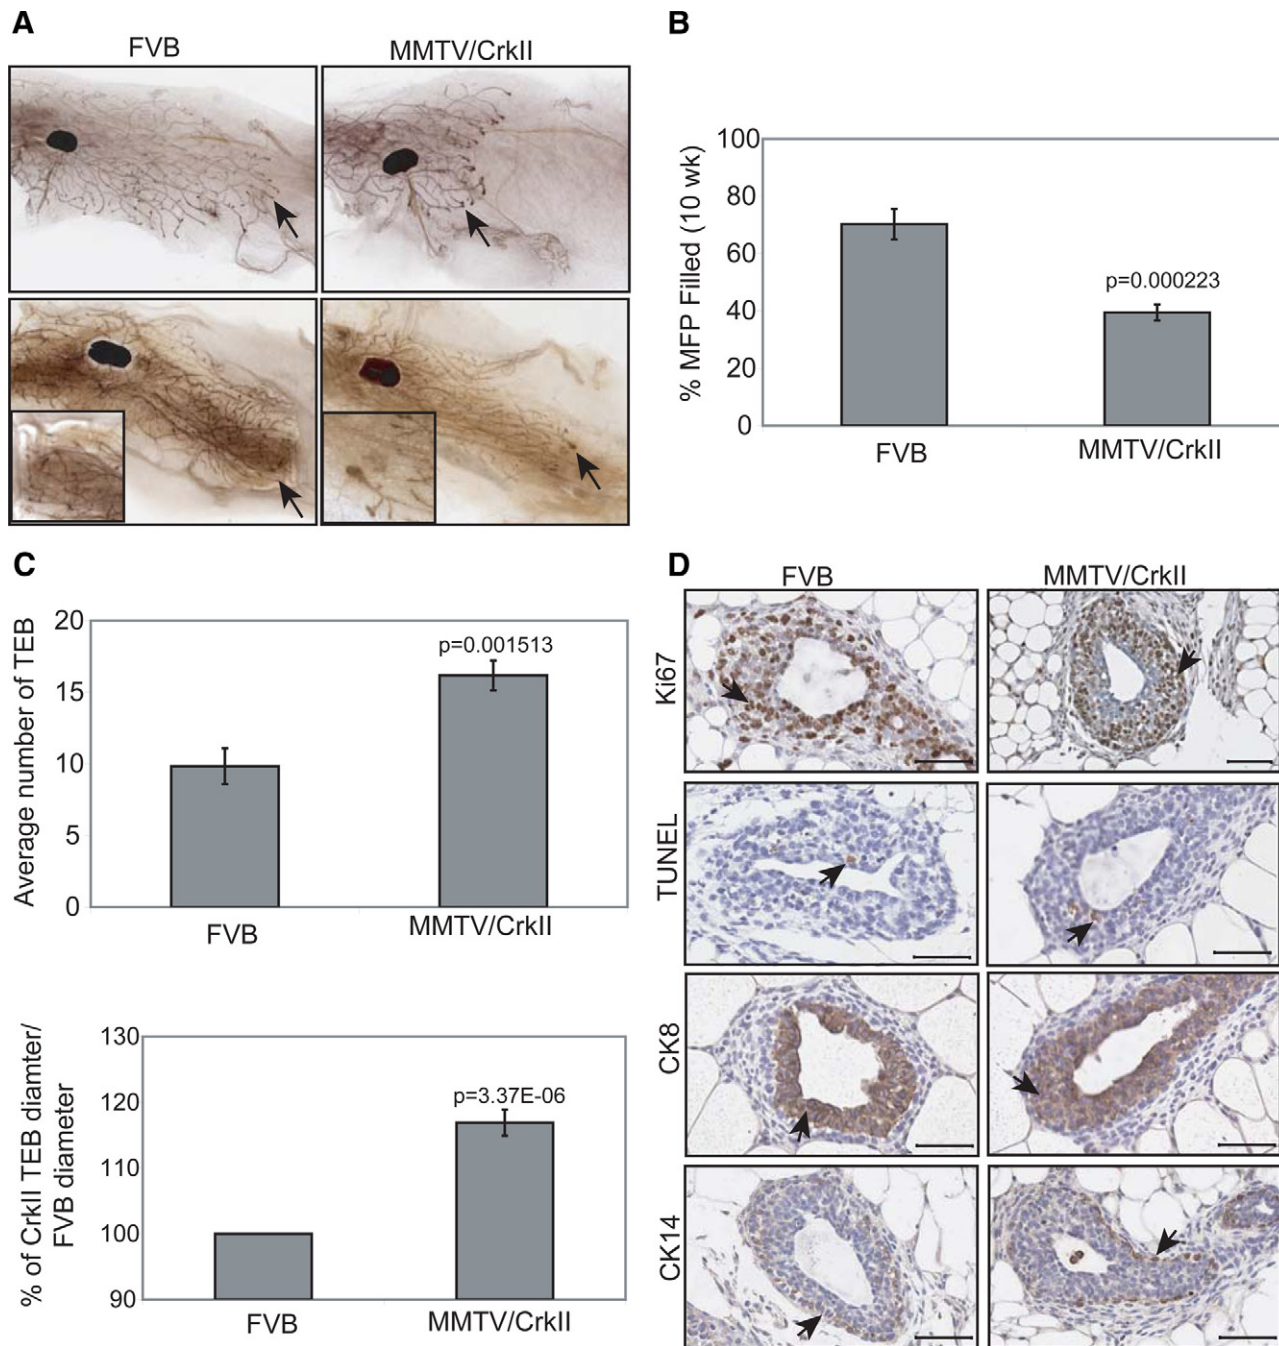 A
FVB
MMTV/CrkII
B
% MFP Filled (10 wk)
100
80
60
40
20
0
p=0.000223
FVB
MMTV/CrkII
C
Average number of TEB
20
15
10
5
0
p=0.001513
FVB
MMTV/CrkII
% of CrkII TEB diamter/
FVB diameter
130
120
110
100
90
p=3.37E-06
FVB
MMTV/CrkII
D
FVB
MMTV/CrkII
Ki67
TUNEL
CK8
CK14